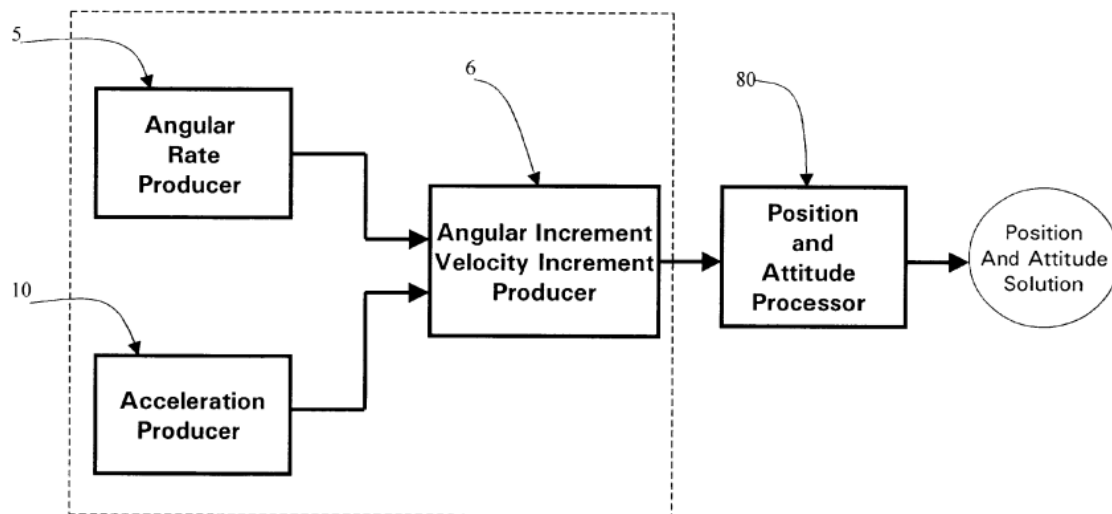 5
Angular
Rate
Producer
6
Angular Increment
Velocity Increment
Producer
80
Position
and
Attitude
Processor
Position
And Attitude
Solution
10
Acceleration
Producer